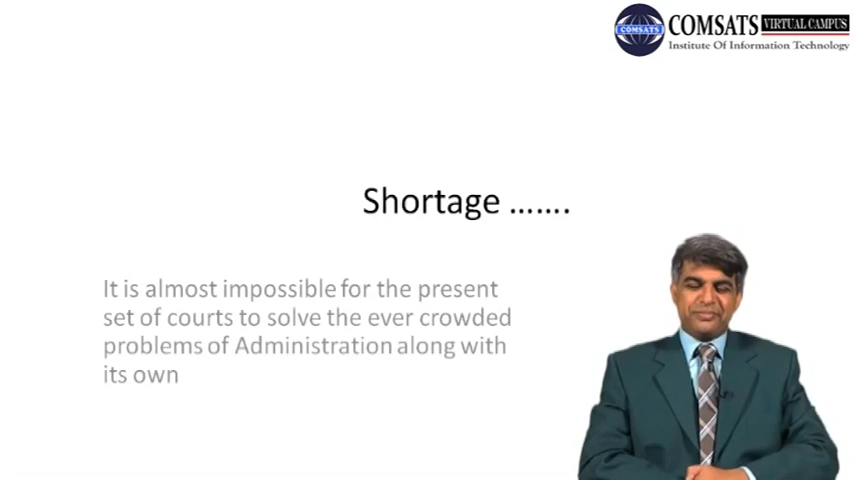 COMSATS
COMSATS VIRTUAL CAMPUS
Institute Of Information Technology
Shortage .......
It is almost impossible for the present
set of courts to solve the ever crowded
problems of Administration along with
its own